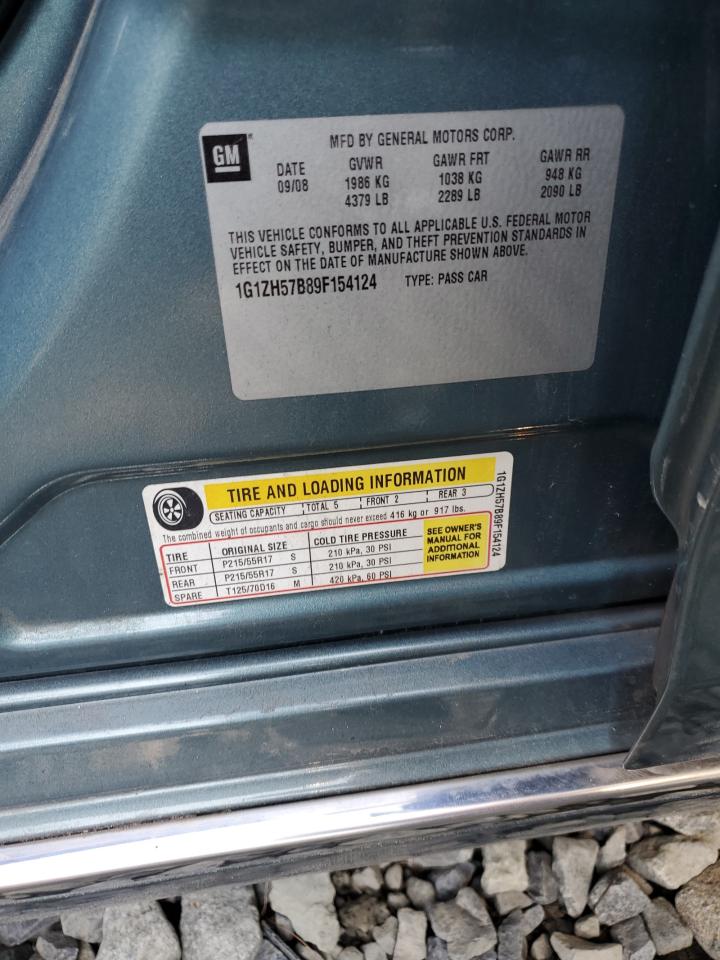 GM
MFD BY GENERAL MOTORS CORP.
DATE GVWR GAWR FRT GAWR RR
09/08 1986 KG 1038 KG 948 KG
4379 LB 2289 LB 2090 LB
THIS VEHICLE CONFORMS TO ALL APPLICABLE U.S. FEDERAL MOTOR
VEHICLE SAFETY, BUMPER, AND THEFT PREVENTION STANDARDS IN
EFFECT ON THE DATE OF MANUFACTURE SHOWN ABOVE.
1G1ZH57B89F154124 TYPE: PASS CAR
TIRE AND LOADING INFORMATION
SEATING CAPACITY TOTAL 5 FRONT 2 REAR 3
The combined weight of occupants and cargo should never exceed 416 kg or 917 lbs.
TIRE ORIGINAL SIZE COLD TIRE PRESSURE
FRONT P215/55R17 S 210 kPa, 30 PSI
REAR P215/55R17 S 210 kPa, 30 PSI
SPARE T125/70D16 M 420 kPa, 60 PSI
SEE OWNER'S
MANUAL FOR
ADDITIONAL
INFORMATION
1G1ZH57B89F154124